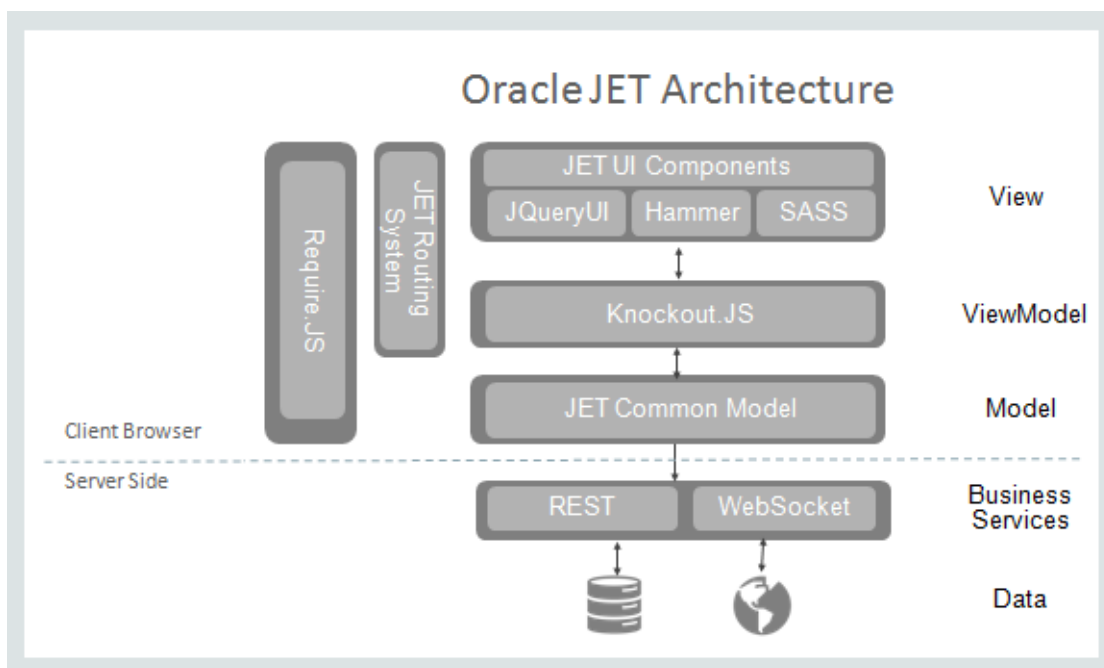 Oracle JET Architecture
JET UI Components
JQueryUI
Hammer
SASS
View
Require.JS
JET Routing
System
Knockout.JS
ViewModel
JET Common Model
Model
Client Browser
Server Side
REST
WebSocket
Business
Services
Data